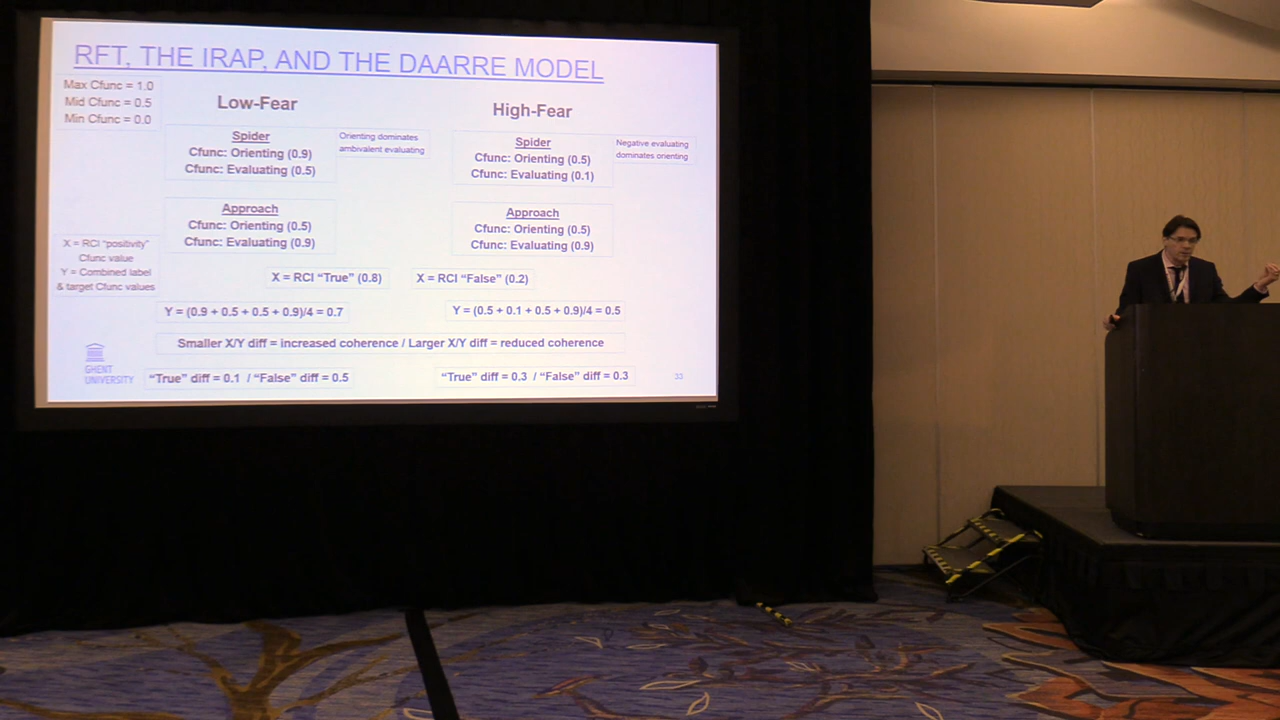 RFT, THE IRAP, AND THE DAARRE MODEL
Max Cfunc = 1.0
Mid Cfunc = 0.5
Min Cfunc = 0.0
Low-Fear
High-Fear
Spider
Cfunc: Orienting (0.9)
Cfunc: Evaluating (0.5)
Orienting dominates
ambivalent evaluating
Spider
Cfunc: Orienting (0.5)
Cfunc: Evaluating (0.1)
Negative evaluating
dominates orienting
Approach
Cfunc: Orienting (0.5)
Cfunc: Evaluating (0.9)
Approach
Cfunc: Orienting (0.5)
Cfunc: Evaluating (0.9)
X = RCI “positivity”
Cfunc value
Y = Combined label
& target Cfunc values
X = RCI “True” (0.8)
X = RCI “False” (0.2)
Y = (0.9 + 0.5 + 0.5 + 0.9)/4 = 0.7
Y = (0.5 + 0.1 + 0.5 + 0.9)/4 = 0.5
Smaller X/Y diff = increased coherence / Larger X/Y diff = reduced coherence
GHENT
UNIVERSITY
“True” diff = 0.1 / “False” diff = 0.5
“True” diff = 0.3 / “False” diff = 0.3
33